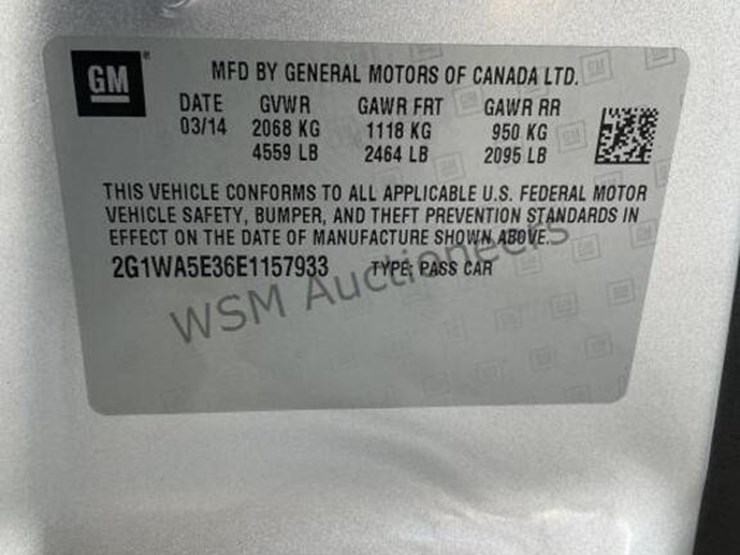 GM
MFD BY GENERAL MOTORS OF CANADA LTD.
DATE GVWR GAWR FRT GAWR RR
03/14 2068 KG 1118 KG 950 KG
4559 LB 2464 LB 2095 LB
THIS VEHICLE CONFORMS TO ALL APPLICABLE U.S. FEDERAL MOTOR
VEHICLE SAFETY, BUMPER, AND THEFT PREVENTION STANDARDS IN
EFFECT ON THE DATE OF MANUFACTURE SHOWN ABOVE.
2G1WA5E36E1157933 TYPE: PASS CAR
WSM Auctioneers